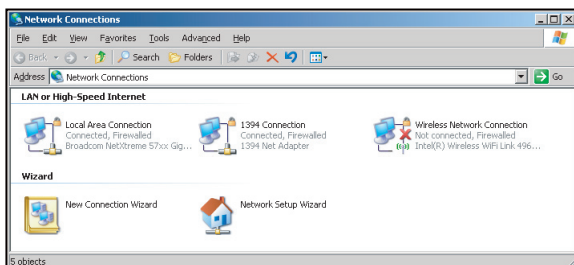 Network Connections
File Edit View Favorites Tools Advanced Help
Back Search Folders
Address Network Connections Go
LAN or High-Speed Internet
Local Area Connection
Connected, Firewalled
Broadcom NetXtreme 57xx Gig...
1394 Connection
Connected, Firewalled
1394 Net Adapter
Wireless Network Connection
Not connected, Firewalled
Intel(R) Wireless WiFi Link 496...
Wizard
New Connection Wizard
Network Setup Wizard
5 objects